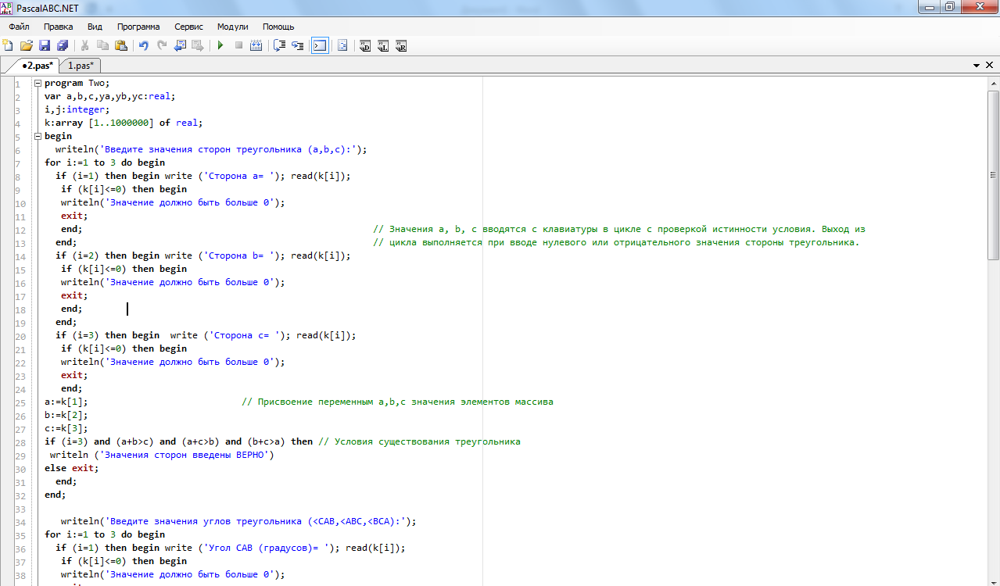 PascalABC.NET
Файл Правка Вид Программа Сервис Модули Помощь
•2.pas* 1.pas*
1 program Two;
2 var a,b,c,ya,yb,yc:real;
3 i,j:integer;
4 k:array [1..1000000] of real;
5 begin
6 writeln('Введите значения сторон треугольника (a,b,c):');
7 for i:=1 to 3 do begin
8 if (i=1) then begin write ('Сторона a= '); read(k[i]);
9 if (k[i]<=0) then begin
10 writeln('Значение должно быть больше 0');
11 exit;
12 end; // Значения a, b, c вводятся с клавиатуры в цикле с проверкой истинности условия. Выход из
13 end; // цикла выполняется при вводе нулевого или отрицательного значения стороны треугольника.
14 if (i=2) then begin write ('Сторона b= '); read(k[i]);
15 if (k[i]<=0) then begin
16 writeln('Значение должно быть больше 0');
17 exit;
18 end;
19 end;
20 if (i=3) then begin  write ('Сторона c= '); read(k[i]);
21 if (k[i]<=0) then begin
22 writeln('Значение должно быть больше 0');
23 exit;
24 end;
25 a:=k[1]; // Присвоение переменным a,b,c значения элементов массива
26 b:=k[2];
27 c:=k[3];
28 if (i=3) and (a+b>c) and (a+c>b) and (b+c>a) then // Условия существования треугольника
29 writeln ('Значения сторон введены ВЕРНО')
30 else exit;
31 end;
32 end;
33
34 writeln('Введите значения углов треугольника (<CAB,<ABC,<BCA):');
35 for i:=1 to 3 do begin
36 if (i=1) then begin write ('Угол CAB (градусов)= '); read(k[i]);
37 if (k[i]<=0) then begin
38 writeln('Значение должно быть больше 0');